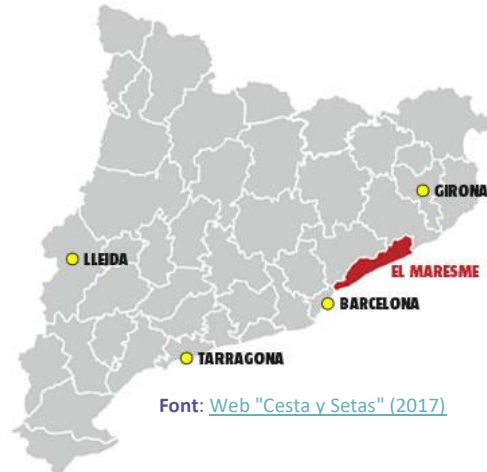 GIRONA
LLEIDA
EL MARESME
BARCELONA
TARRAGONA
Font: Web "Cesta y Setas" (2017)